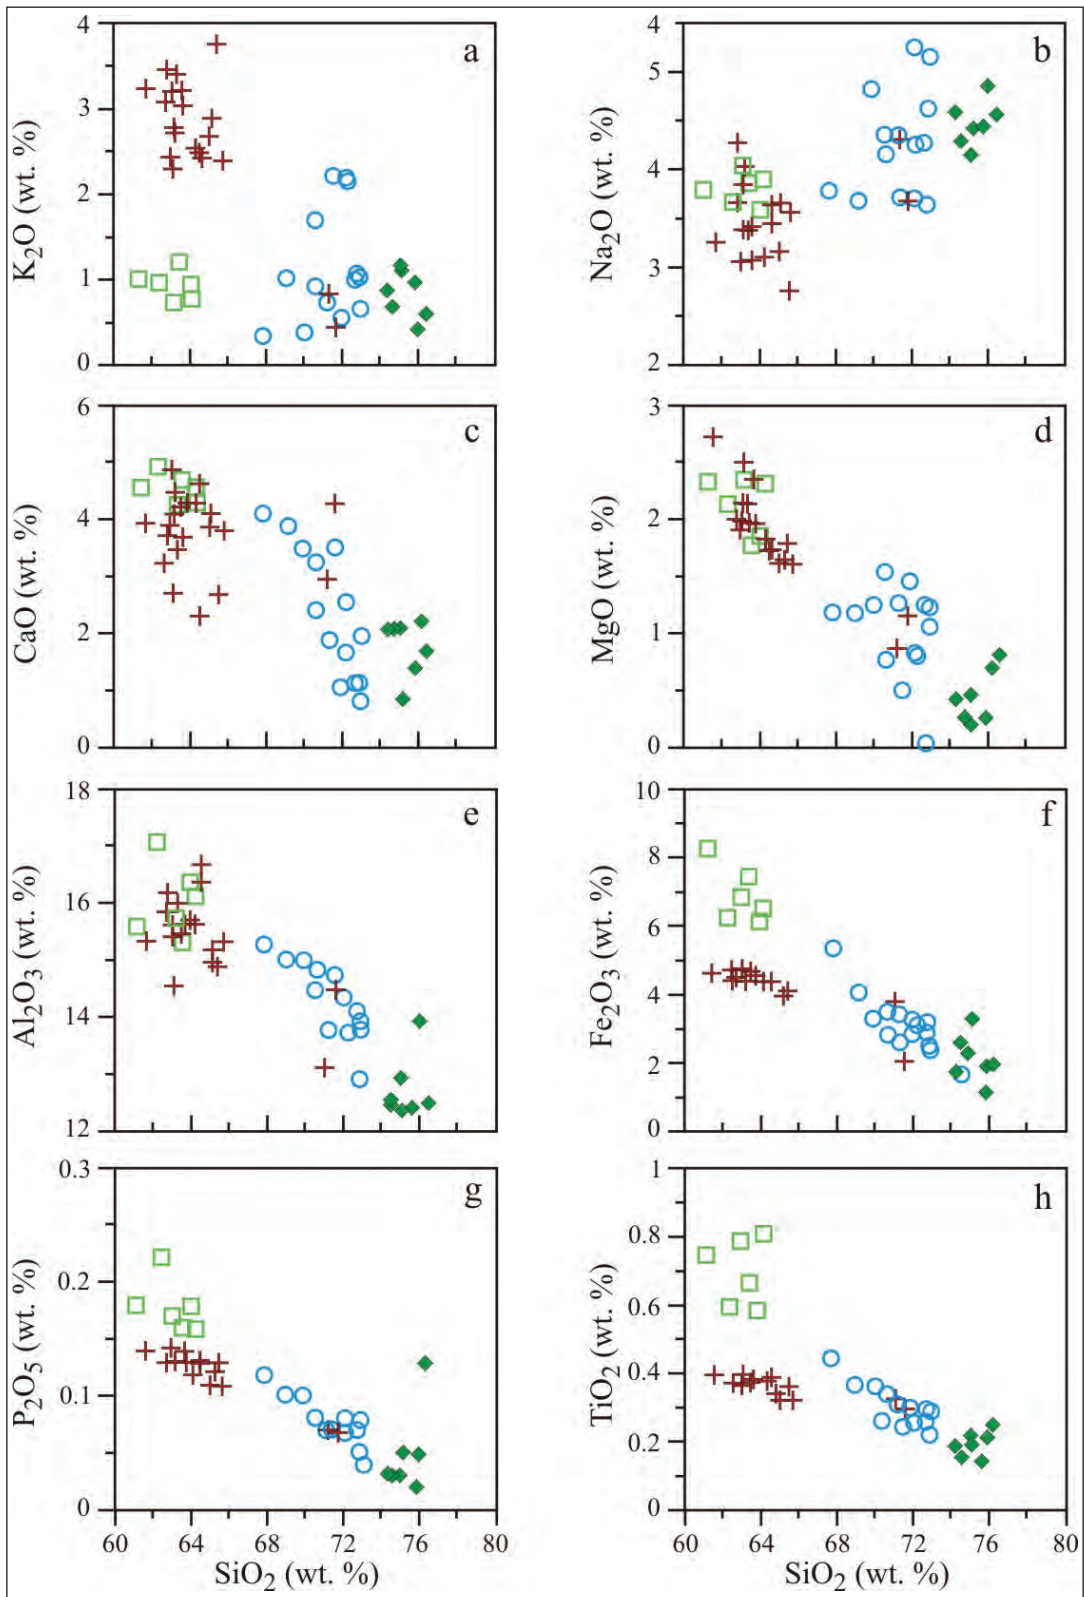 4
3
2
1
0
K2O (wt. %)
a
4
5
4
3
2
Na2O (wt. %)
b
6
4
2
0
CaO (wt. %)
c
3
2
1
0
MgO (wt. %)
d
18
16
14
12
Al2O3 (wt. %)
e
10
8
6
4
2
0
Fe2O3 (wt. %)
f
0.3
0.2
0.1
0
P2O5 (wt. %)
g
60 64 68 72 76 80
SiO2 (wt. %)
1
0.8
0.6
0.4
0.2
0
TiO2 (wt. %)
h
60 64 68 72 76 80
SiO2 (wt. %)